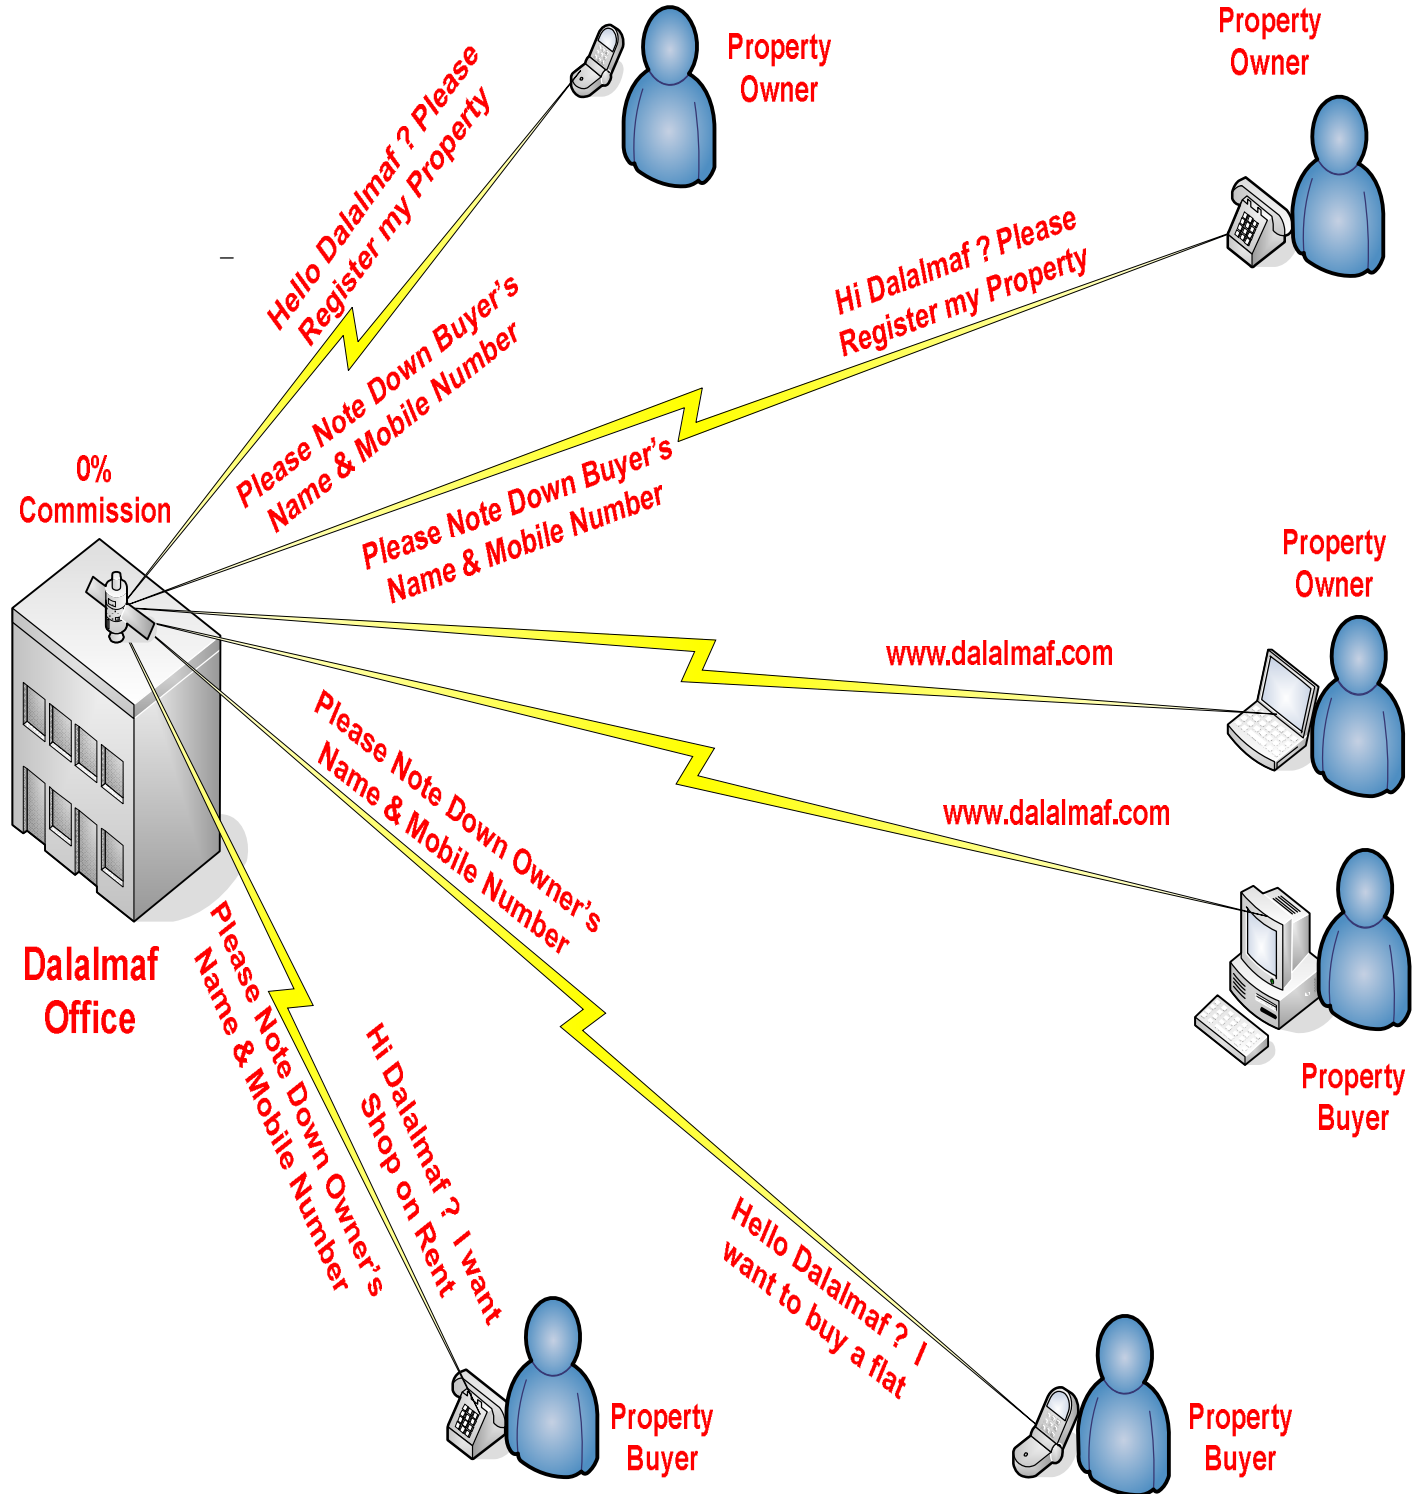 Property
Owner
Property
Owner
Hello Dalalmaf ? Please
Register my Property
Hi Dalalmaf ? Please
Register my Property
Please Note Down Buyer's
Name & Mobile Number
0%
Commission
Please Note Down Buyer's
Name & Mobile Number
Property
Owner
www.dalalmaf.com
Please Note Down Owner's
Name & Mobile Number
www.dalalmaf.com
Dalalmaf
Office
Please Note Down Owner's
Name & Mobile Number
Hi Dalalmaf ? I want
Shop on Rent
Property
Buyer
Hello Dalalmaf ? I
want to buy a flat
Property
Buyer
Property
Buyer